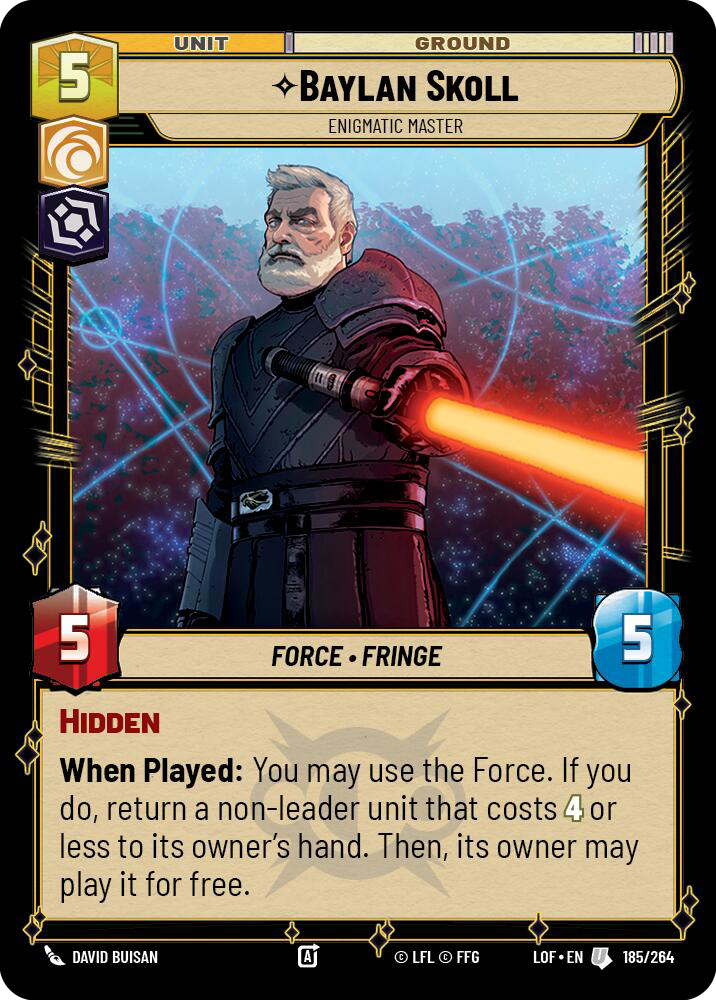 UNIT
GROUND
5
BAYLAN SKOLL
ENIGMATIC MASTER
5
FORCE • FRINGE
5
HIDDEN
When Played: You may use the Force. If you
do, return a non-leader unit that costs 4 or
less to its owner's hand. Then, its owner may
play it for free.
DAVID BUISAN
A
© LFL © FFG
LOF • EN
U
185/264